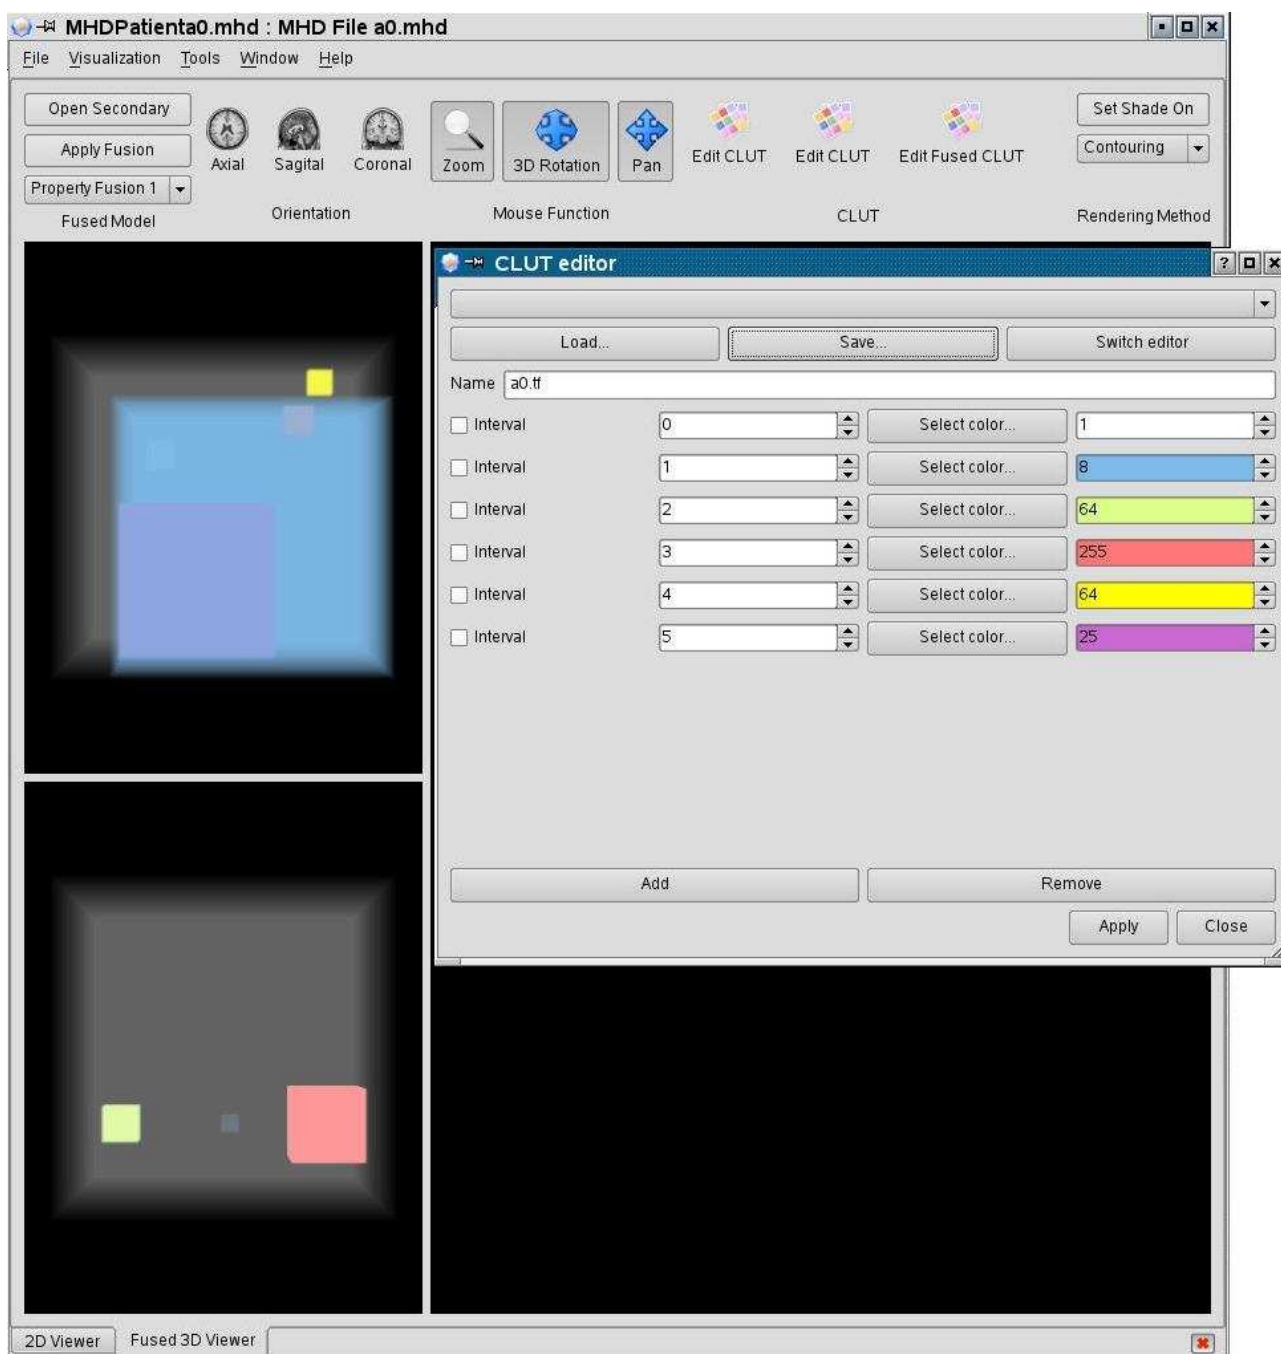 MHDPatienta0.mhd : MHD File a0.mhd
File Visualization Tools Window Help
Open Secondary
Apply Fusion
Property Fusion 1
Fused Model
Axial Sagital Coronal
Orientation
Zoom 3D Rotation Pan
Mouse Function
Edit CLUT Edit CLUT Edit Fused CLUT
CLUT
Set Shade On
Contouring
Rendering Method
CLUT editor
Load... Save... Switch editor
Name a0.tf
Interval 0 Select color... 1
Interval 1 Select color... 8
Interval 2 Select color... 64
Interval 3 Select color... 255
Interval 4 Select color... 64
Interval 5 Select color... 25
Add Remove
Apply Close
2D Viewer Fused 3D Viewer